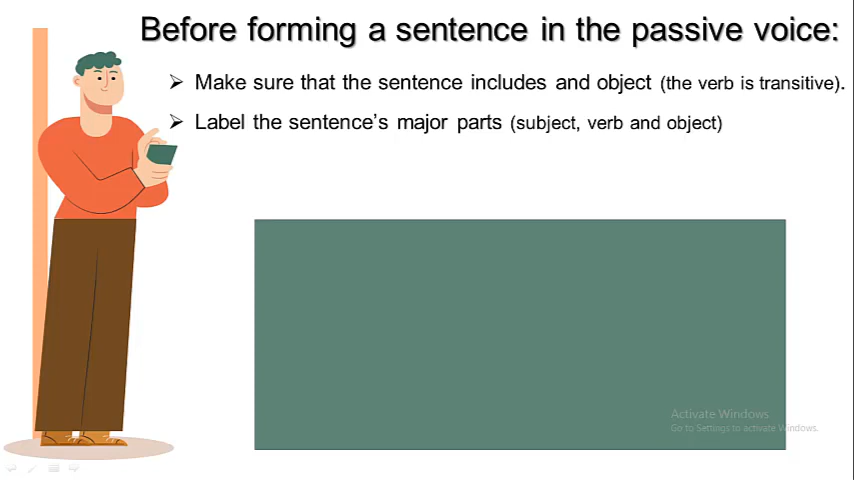 Before forming a sentence in the passive voice:
➢ Make sure that the sentence includes and object (the verb is transitive).
➢ Label the sentence's major parts (subject, verb and object)
Activate Windows
Go to Settings to activate Windows.